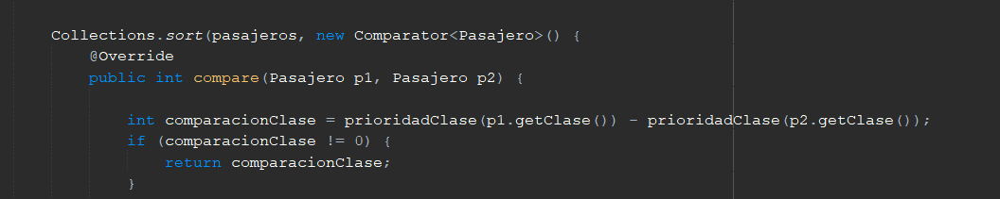 Collections.sort(pasajeros, new Comparator<Pasajero>() {
@Override
public int compare(Pasajero p1, Pasajero p2) {
int comparacionClase = prioridadClase(p1.getClase()) - prioridadClase(p2.getClase());
if (comparacionClase != 0) {
return comparacionClase;
}